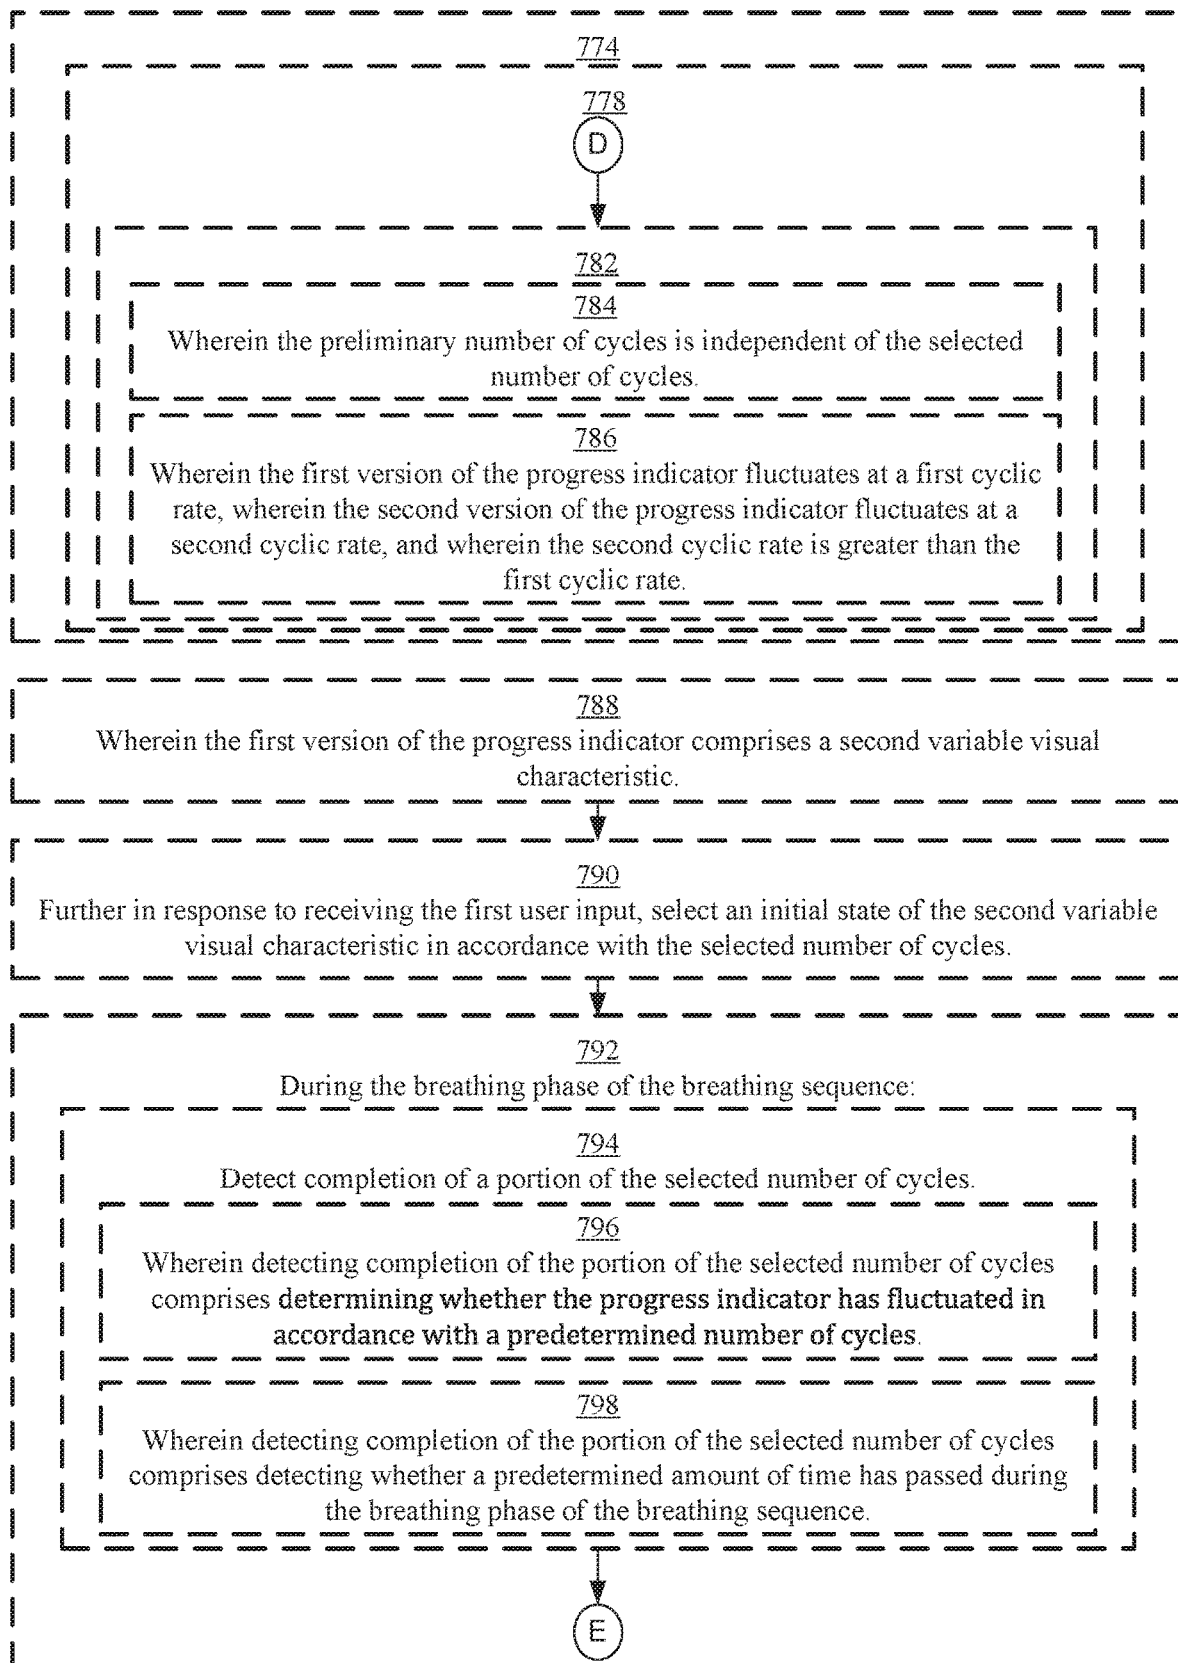 774
778
D
782
784
Wherein the preliminary number of cycles is independent of the selected
number of cycles.
786
Wherein the first version of the progress indicator fluctuates at a first cyclic
rate, wherein the second version of the progress indicator fluctuates at a
second cyclic rate, and wherein the second cyclic rate is greater than the
first cyclic rate.
788
Wherein the first version of the progress indicator comprises a second variable visual
characteristic.
790
Further in response to receiving the first user input, select an initial state of the second variable
visual characteristic in accordance with the selected number of cycles.
792
During the breathing phase of the breathing sequence:
794
Detect completion of a portion of the selected number of cycles.
796
Wherein detecting completion of the portion of the selected number of cycles
comprises determining whether the progress indicator has fluctuated in
accordance with a predetermined number of cycles.
798
Wherein detecting completion of the portion of the selected number of cycles
comprises detecting whether a predetermined amount of time has passed during
the breathing phase of the breathing sequence.
E